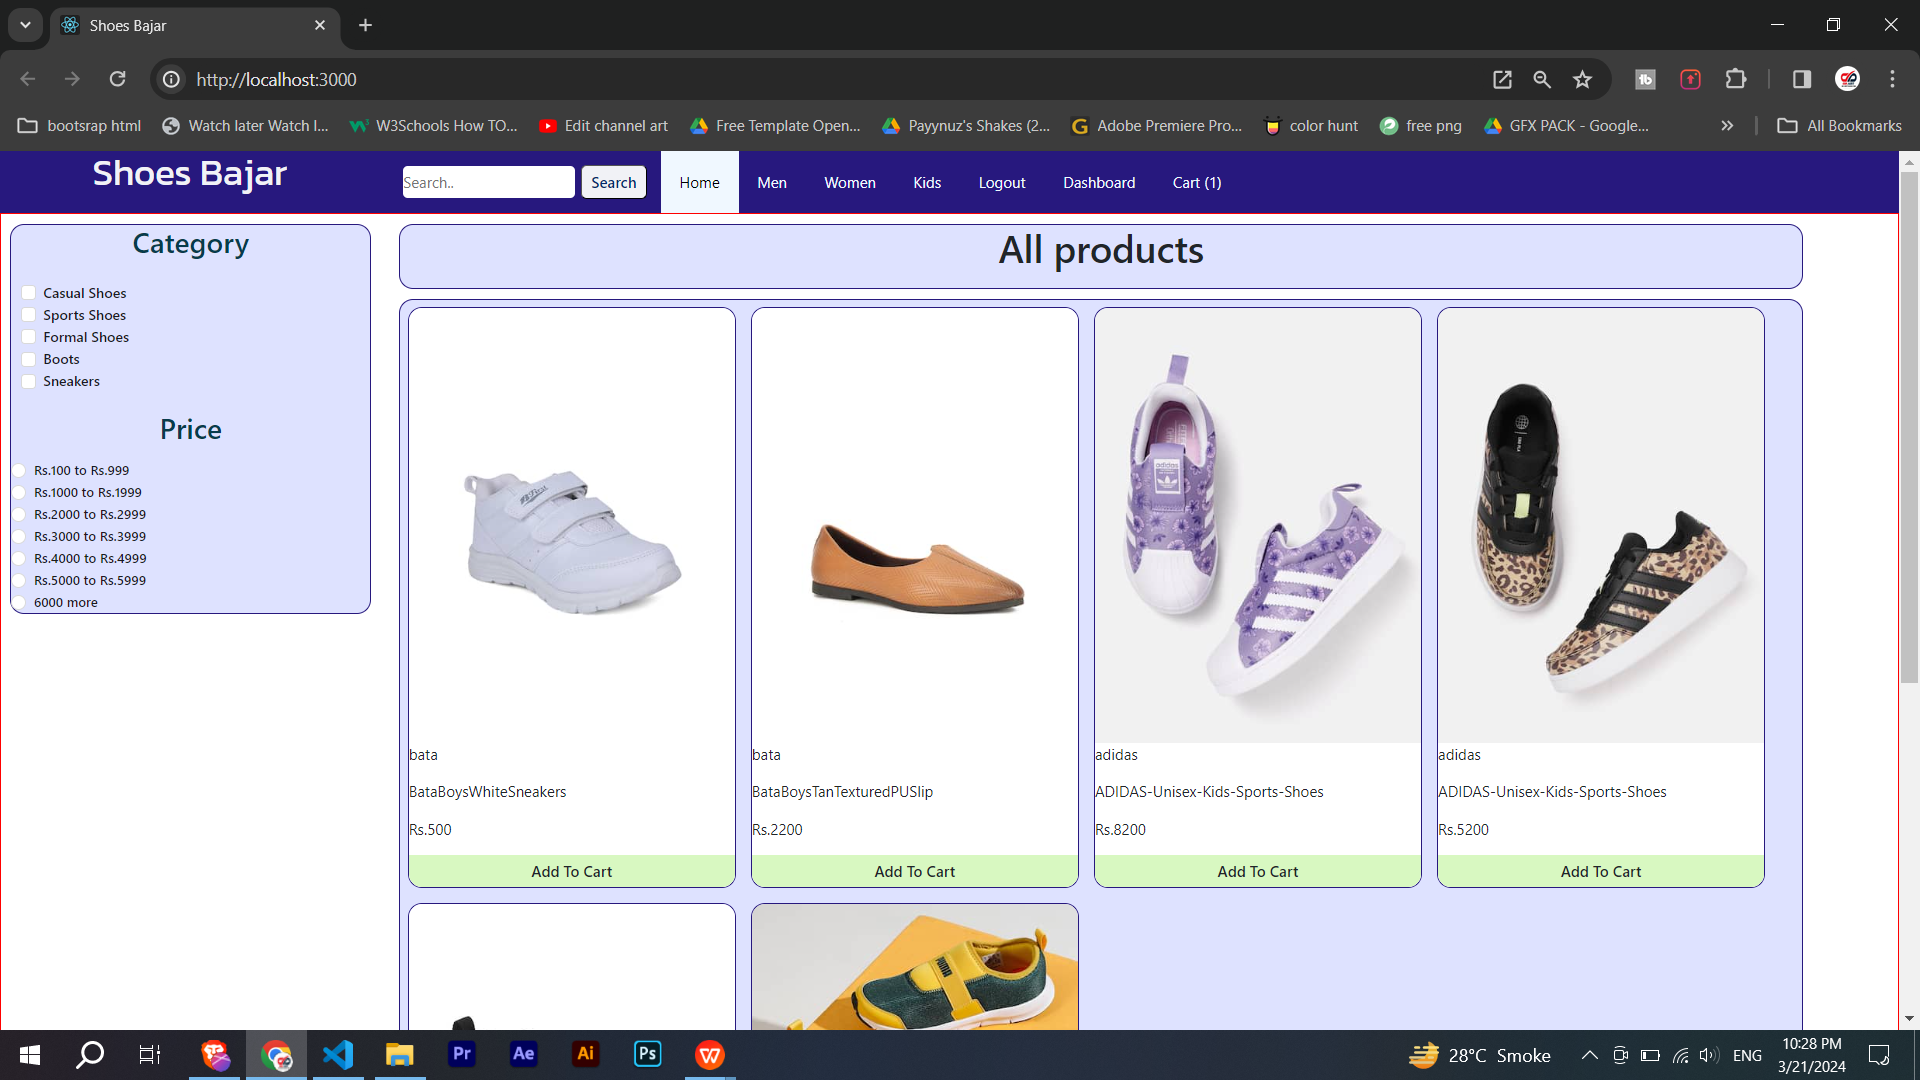 Shoes Bajar
http://localhost:3000
bootsrap html
Watch later Watch l...
W3Schools How TO...
Edit channel art
Free Template Open...
Payynuz's Shakes (2...
Adobe Premiere Pro...
color hunt
free png
GFX PACK - Google...
All Bookmarks
Shoes Bajar
Search..
Search
Home
Men
Women
Kids
Logout
Dashboard
Cart (1)
Category
Casual Shoes
Sports Shoes
Formal Shoes
Boots
Sneakers
Price
Rs.100 to Rs.999
Rs.1000 to Rs.1999
Rs.2000 to Rs.2999
Rs.3000 to Rs.3999
Rs.4000 to Rs.4999
Rs.5000 to Rs.5999
6000 more
All products
bata
BataBoysWhiteSneakers
Rs.500
Add To Cart
bata
BataBoysTanTexturedPUSlip
Rs.2200
Add To Cart
adidas
adidas
ADIDAS-Unisex-Kids-Sports-Shoes
Rs.8200
Add To Cart
adidas
ADIDAS-Unisex-Kids-Sports-Shoes
Rs.5200
Add To Cart
PUMA
Pr
Ae
Ai
Ps
28°C Smoke
ENG
10:28 PM
3/21/2024